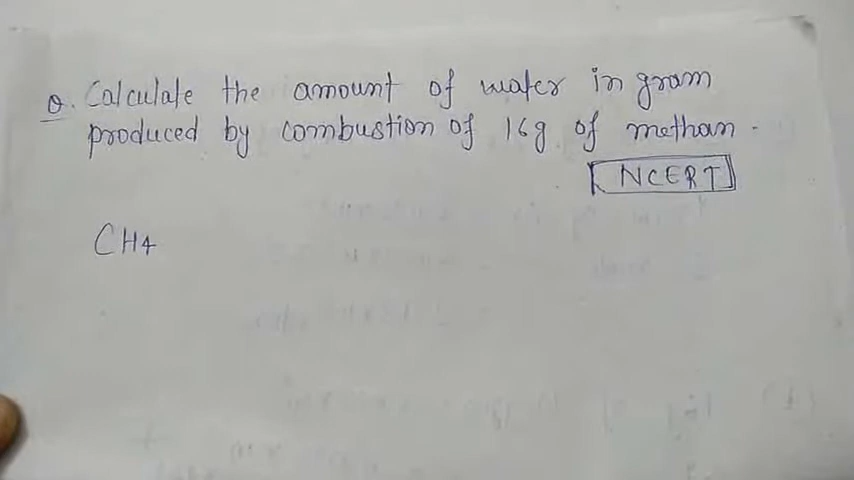 Q. Calculate the amount of water in gram
produced by combustion of 16g of methan.
[NCERT]
CH4